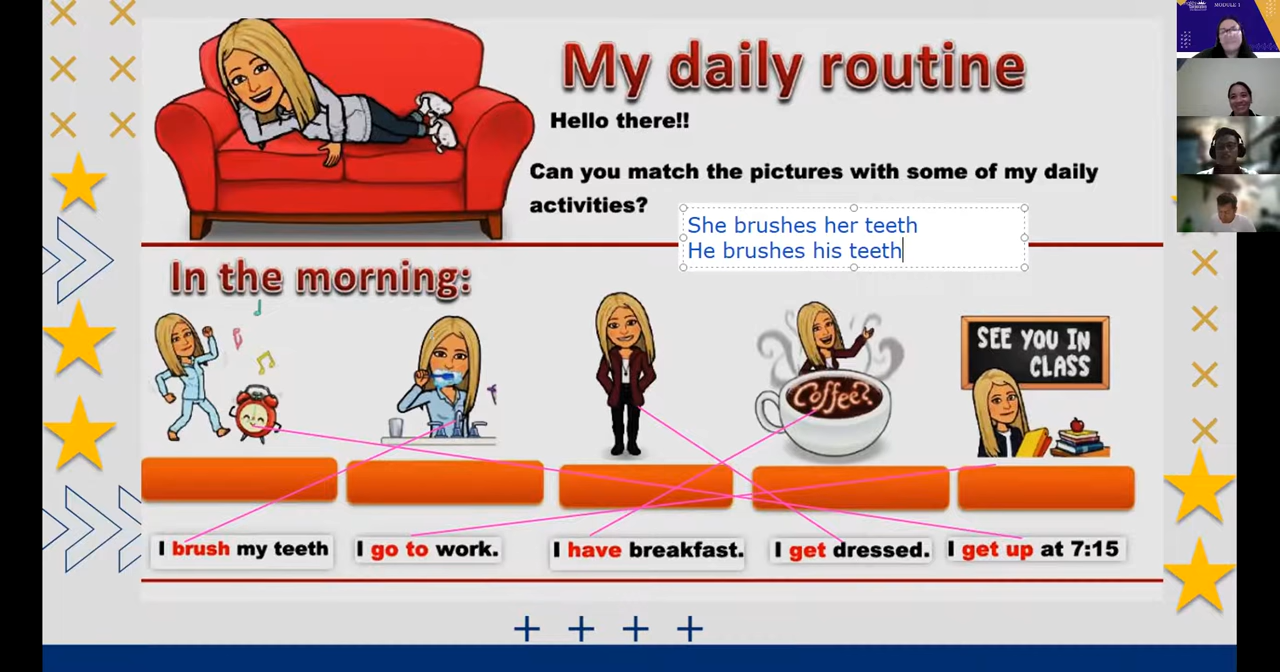 MODULE 1
My daily routine
Hello there!!
Can you match the pictures with some of my daily
activities?
She brushes her teeth
He brushes his teeth
In the morning:
Coffee?
SEE YOU IN
CLASS
I brush my teeth
I go to work.
I have breakfast.
I get dressed.
I get up at 7:15